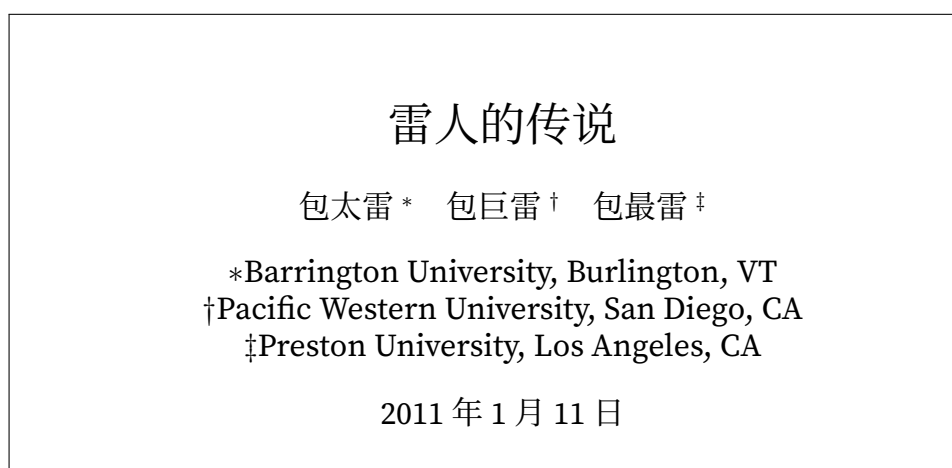 雷人的传说
包太雷 * 包巨雷 † 包最雷 ‡
*Barrington University, Burlington, VT
†Pacific Western University, San Diego, CA
‡Preston University, Los Angeles, CA
2011 年 1 月 11 日